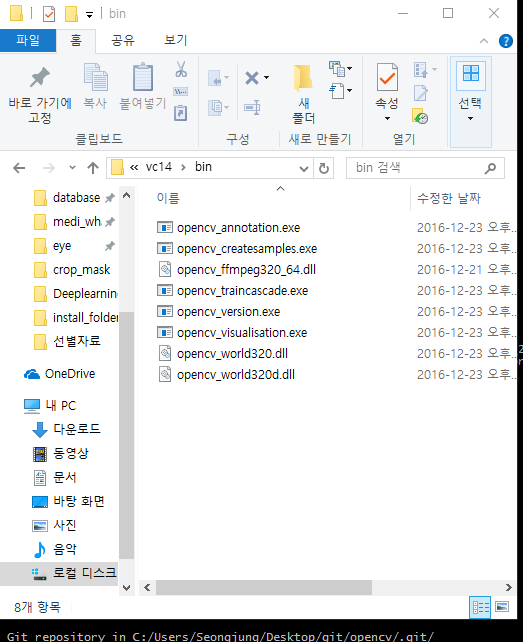 bin
파일 홈 공유 보기
바로 가기에 고정
복사
붙여넣기
새 폴더
속성
선택
클립보드 구성 새로 만들기 열기
« vc14 › bin
bin 검색
이름 수정한 날짜
database
medi_wha
eye
crop_mask
Deeplearning
install_folder
선별자료
OneDrive
내 PC
다운로드
동영상
문서
바탕 화면
사진
음악
로컬 디스크
opencv_annotation.exe 2016-12-23 오후...
opencv_createsamples.exe 2016-12-23 오후...
opencv_ffmpeg320_64.dll 2016-12-21 오후...
opencv_traincascade.exe 2016-12-23 오후...
opencv_version.exe 2016-12-23 오후...
opencv_visualisation.exe 2016-12-23 오후...
opencv_world320.dll 2016-12-23 오후...
opencv_world320d.dll 2016-12-23 오후...
8개 항목
Git repository in C:/Users/Seongjung/Desktop/git/opencv/.git/